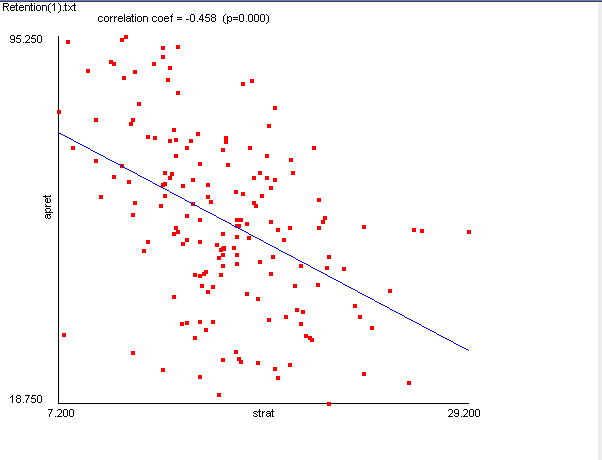 Retention(1).txt
correlation coef = -0.458 (p=0.000)
95.250
apret
18.750
7.200 strat 29.200